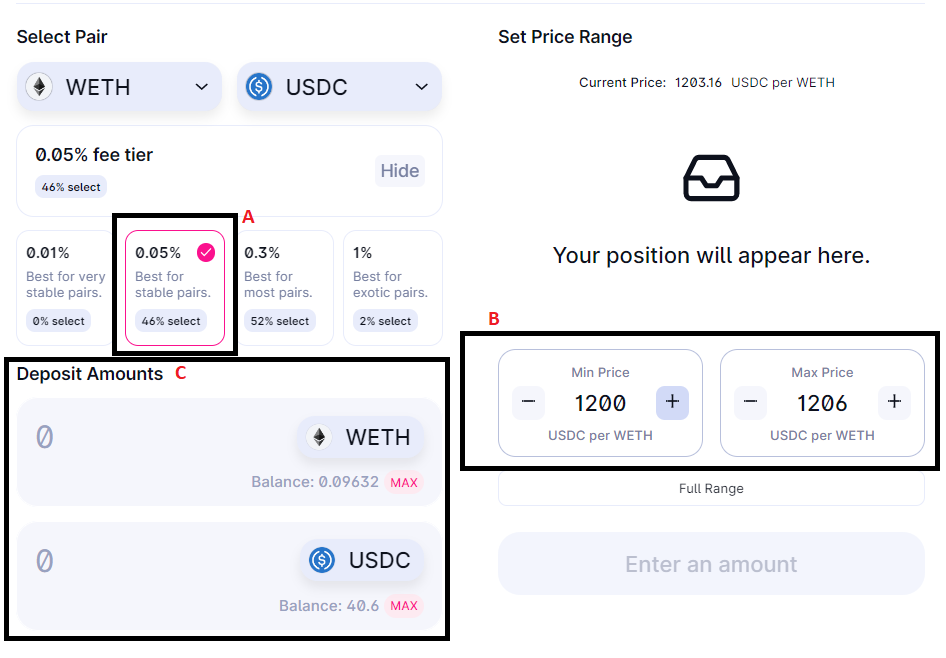 Select Pair
WETH
USDC
0.05% fee tier
46% select
Hide
A
0.01%
Best for very
stable pairs.
0% select
0.05%
Best for
stable pairs.
46% select
0.3%
Best for
most pairs.
52% select
1%
Best for
exotic pairs.
2% select
Deposit Amounts C
0
WETH
Balance: 0.09632 MAX
0
USDC
Balance: 40.6 MAX
Set Price Range
Current Price: 1203.16 USDC per WETH
Your position will appear here.
B
Min Price
1200
USDC per WETH
Max Price
1206
USDC per WETH
Full Range
Enter an amount